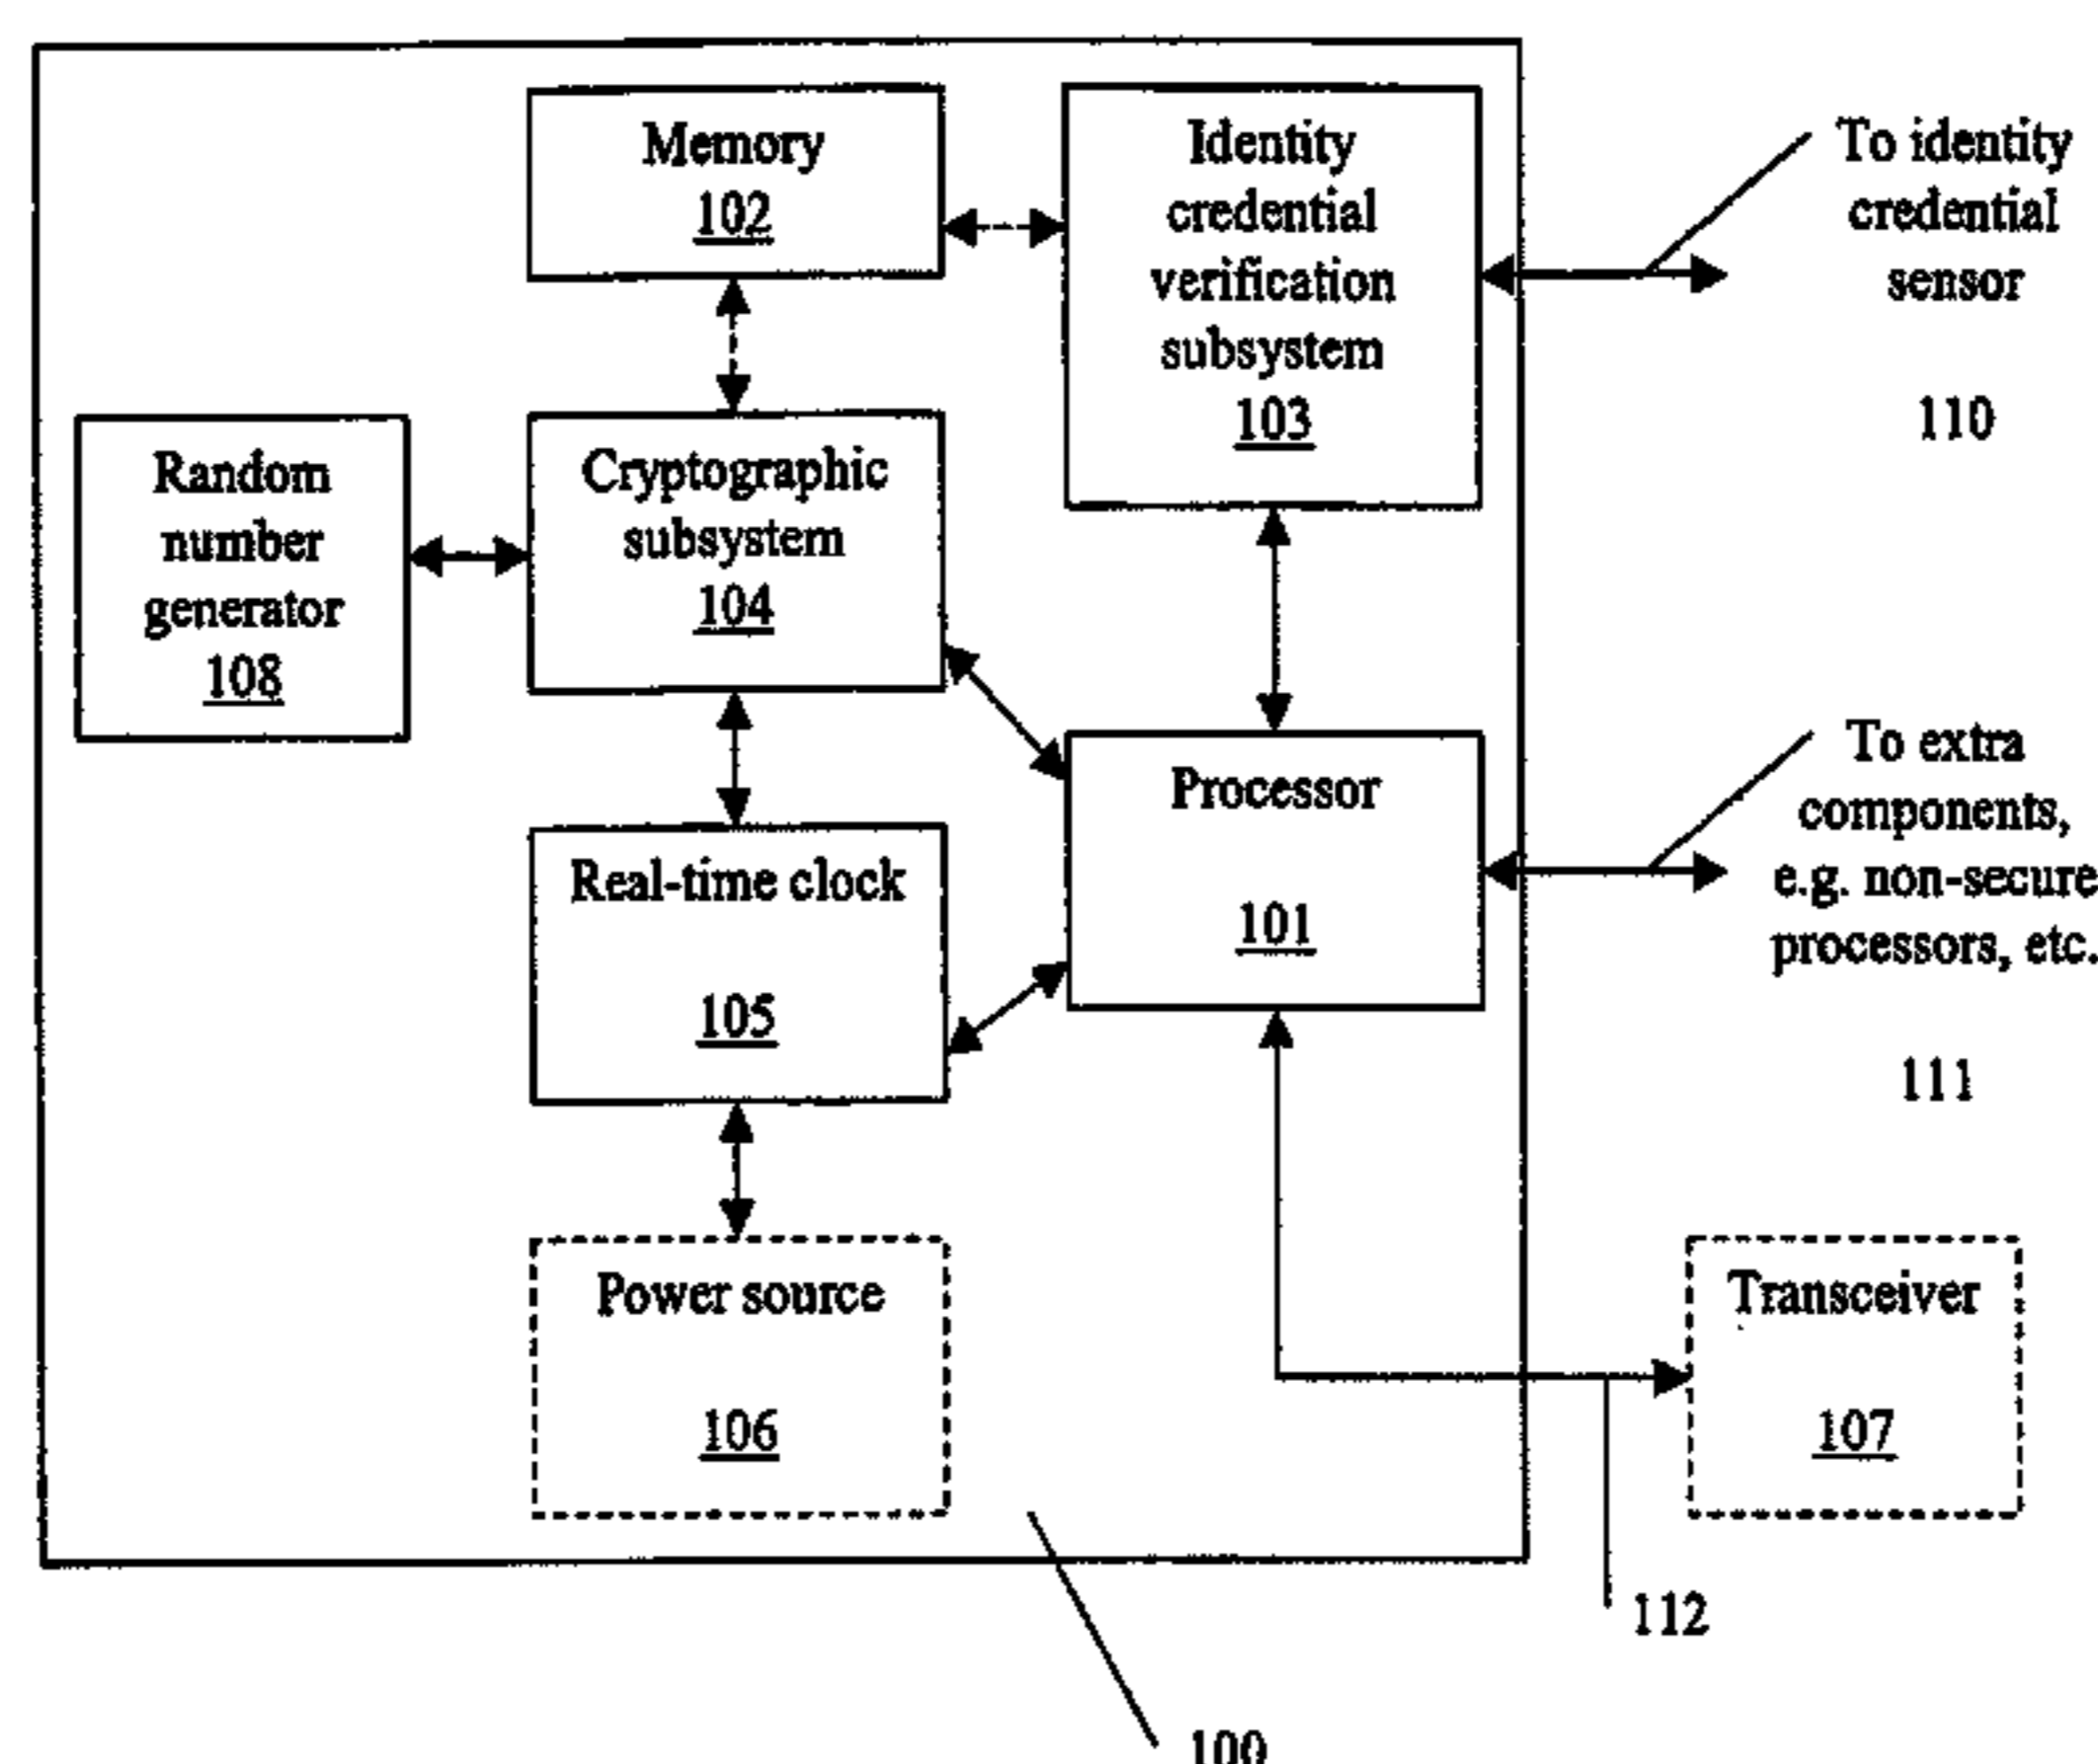 Memory
102
Identity
credential
verification
subsystem
103
To identity
credential
sensor
110
Random
number
generator
108
Cryptographic
subsystem
104
Processor
101
To extra
components,
e.g. non-secure
processors, etc.
111
Real-time clock
105
Power source
106
Transceiver
107
112
100